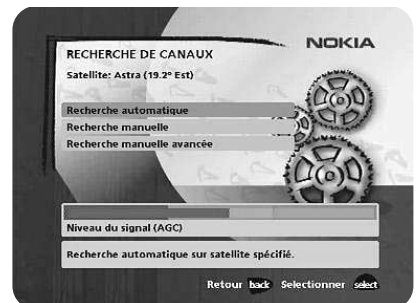 NOKIA
RECHERCHE DE CANAUX
Satellite: Astra (19.2° Est)
Recherche automatique
Recherche manuelle
Recherche manuelle avancée
Niveau du signal (AGC)
Recherche automatique sur satellite spécifié.
Retour back Selectionner select